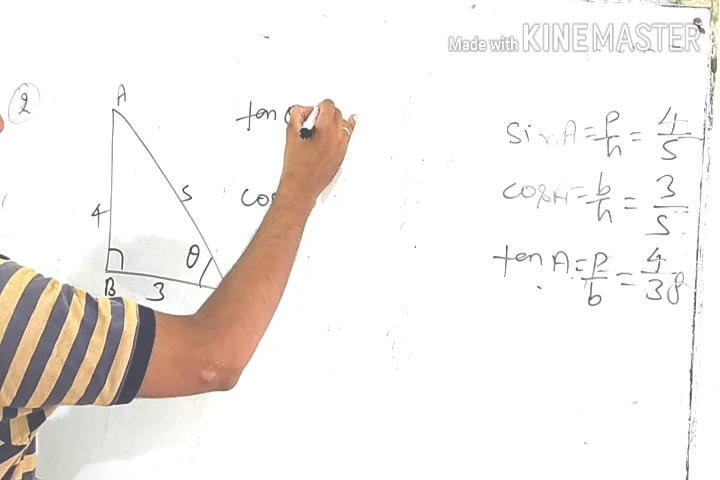 Made with KINEMASTER
2
A
tan
sin A = p/h = 4/5
5
cos A = b/h = 3/5
cos
4
θ
tan A = p/b = 4/3
B
3